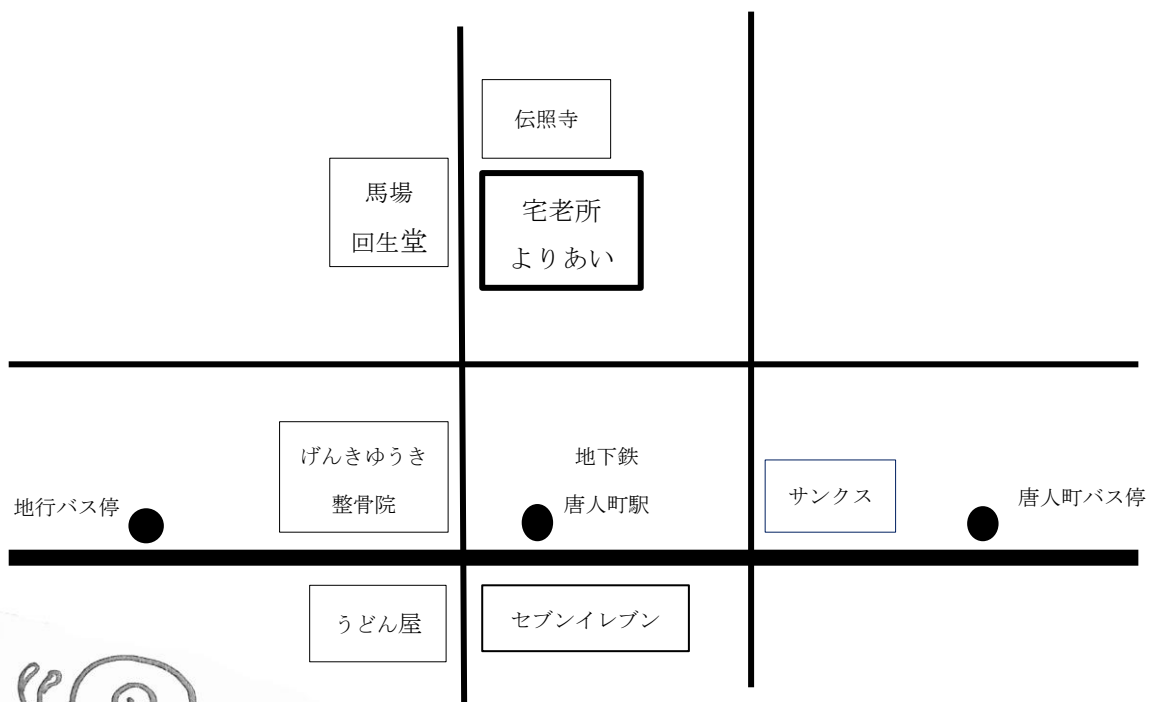 伝照寺
馬場
回生堂
宅老所
よりあい
げんきゆうき
整骨院
地下鉄
唐人町駅
サンクス
地行バス停
唐人町バス停
うどん屋
セブンイレブン